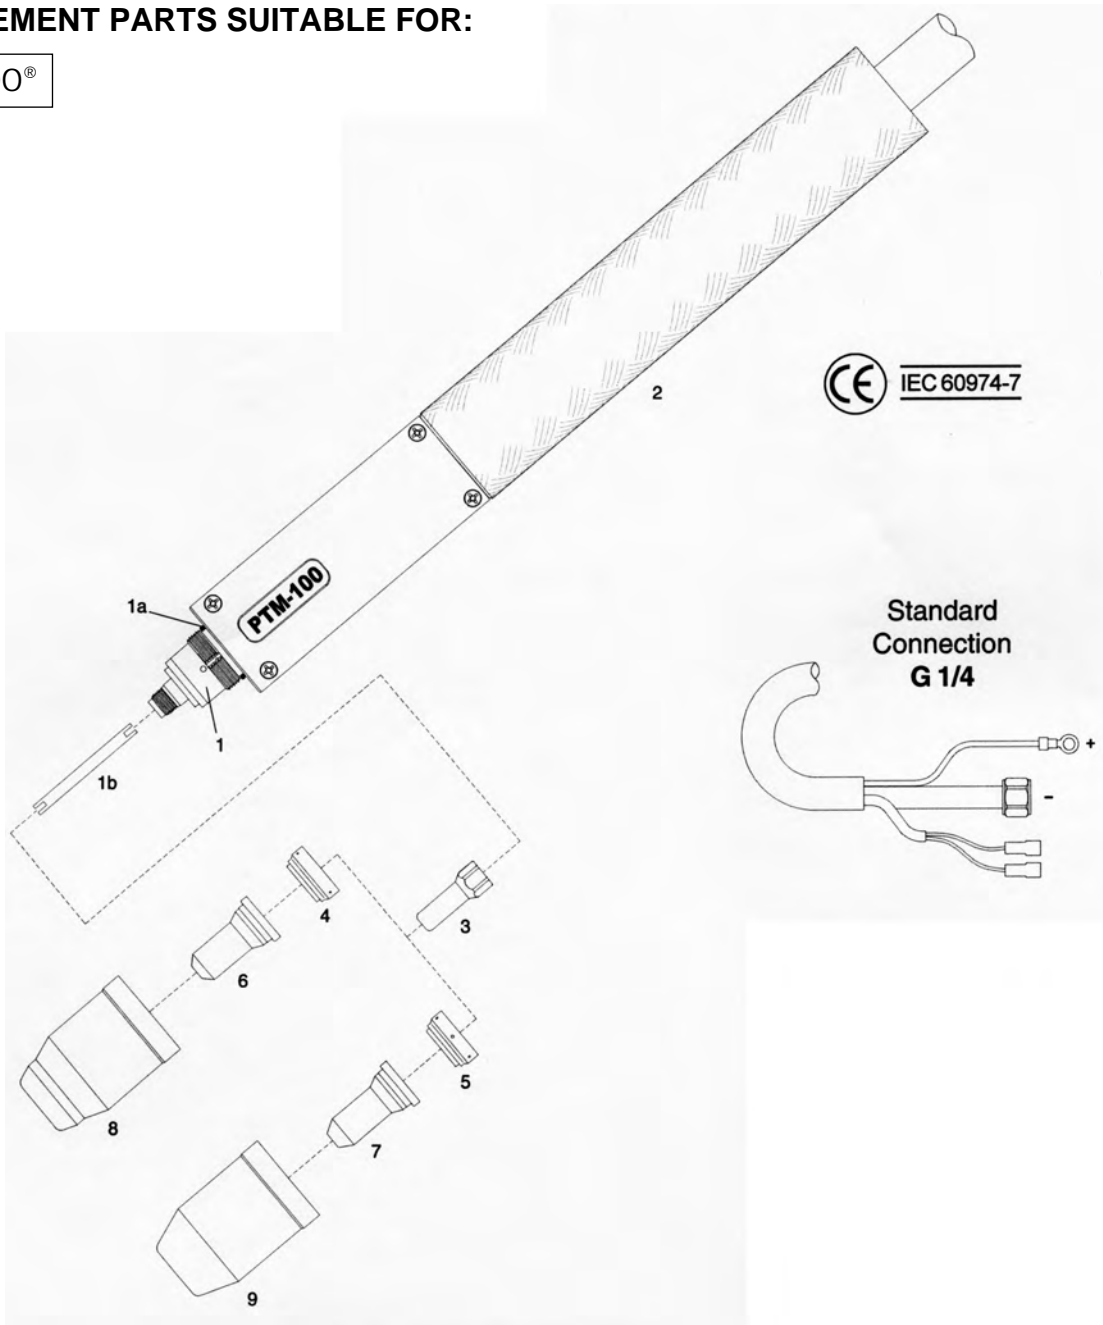 PARTS SUITABLE FOR:
2
CE
IEC 60974-7
PTM-100
1a
1
1b
Standard
Connection
G 1/4
+
-
4
3
6
5
8
7
9